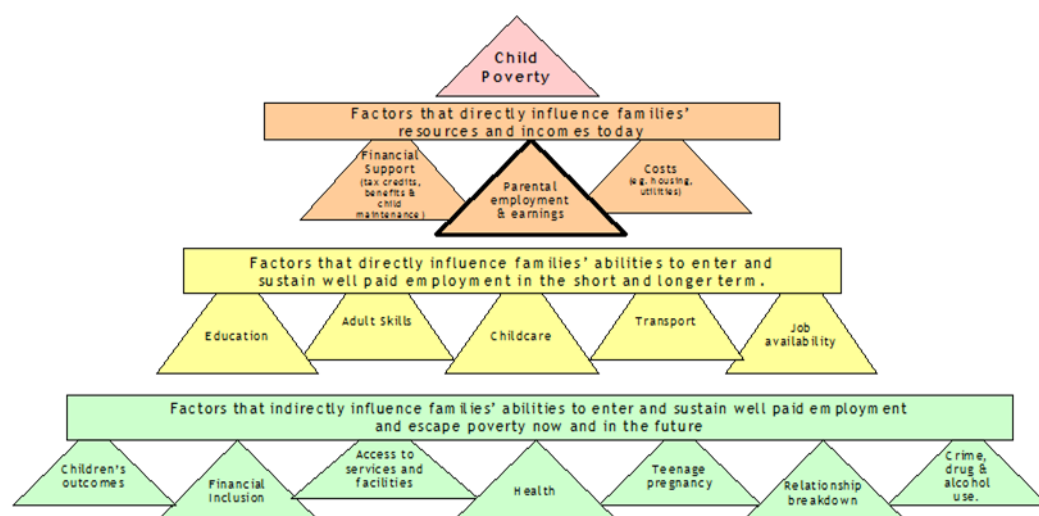 Child
Poverty
Factors that directly influence families'
resources and incomes today
Financial
Support
(tax credits,
benefits &
child
maintenance)
Parental
employment
& earnings
Costs
(eg, housing,
utilities)
Factors that directly influence families' abilities to enter and
sustain well paid employment in the short and longer term.
Education
Adult Skills
Childcare
Transport
Job
availability
Factors that indirectly influence families' abilities to enter and sustain well paid employment
and escape poverty now and in the future
Children's
outcomes
Financial
Inclusion
Access to
services and
facilities
Health
Teenage
pregnancy
Relationship
breakdown
Crime,
drug &
alcohol
use.